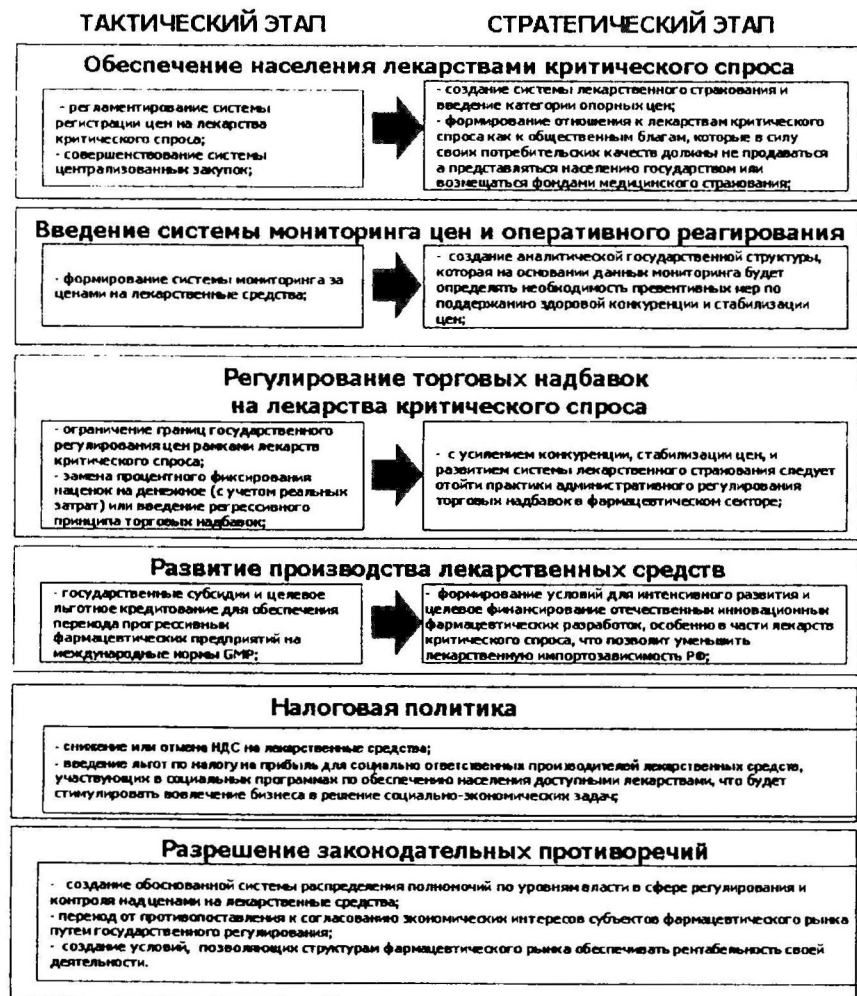 ТАКТИЧЕСКИЙ ЭТАП
СТРАТЕГИЧЕСКИЙ ЭТАП
Обеспечение населения лекарствами критического спроса
- регламентирование системы
регистрации цен на лекарства
критического спроса;
- совершенствование системы
централизованных закупок;
- создание системы лекарственного страхования и
введение категории опорных цен;
- формирование отношения к лекарствам критического
спроса как к общественным благам, которые в силу
своих потребительских качеств должны не продаваться
а представляться населению государством или
возмещаться фондами медицинского страхования;
Введение системы мониторинга цен и оперативного реагирования
- формирование системы мониторинга за
ценами на лекарственные средства;
- создание аналитической государственной структуры,
которая на основании данных мониторинга будет
определять необходимость превентивных мер по
поддержанию здоровой конкуренции и стабилизации
цен;
Регулирование торговых надбавок
на лекарства критического спроса
- ограничение границ государственного
регулирования цен рамками лекарств
критического спроса;
- замена процентного фиксирования
наценок на денежное (с учетом реальных
затрат) или введение регрессивного
принципа торговых надбавок;
- с усилением конкуренции, стабилизации цен, и
развитием системы лекарственного страхования следует
отойти практики административного регулирования
торговых надбавок в фармацевтическом секторе;
Развитие производства лекарственных средств
- государственные субсидии и целевое
льготное кредитование для обеспечения
перехода прогрессивных
фармацевтических предприятий на
международные нормы GMP;
- формирование условий для интенсивного развития и
целевое финансирование отечественных инновационных
фармацевтических разработок, особенно в части лекарств
критического спроса, что позволит уменьшить
лекарственную импортозависимость РФ;
Налоговая политика
- снижение или отмена НДС на лекарственные средства;
- введение льгот по налогу на прибыль для социально ответственных производителей лекарственных средств,
участвующих в социальных программах по обеспечению населения доступными лекарствами, что будет
стимулировать вовлечение бизнеса в решение социально-экономических задач;
Разрешение законодательных противоречий
- создание обоснованной системы распределения полномочий по уровням власти в сфере регулирования и
контроля над ценами на лекарственные средства;
- переход от противопоставления к согласованию экономических интересов субъектов фармацевтического рынка
путем государственного регулирования;
- создание условий, позволяющих структурам фармацевтического рынка обеспечивать рентабельность своей
деятельности.